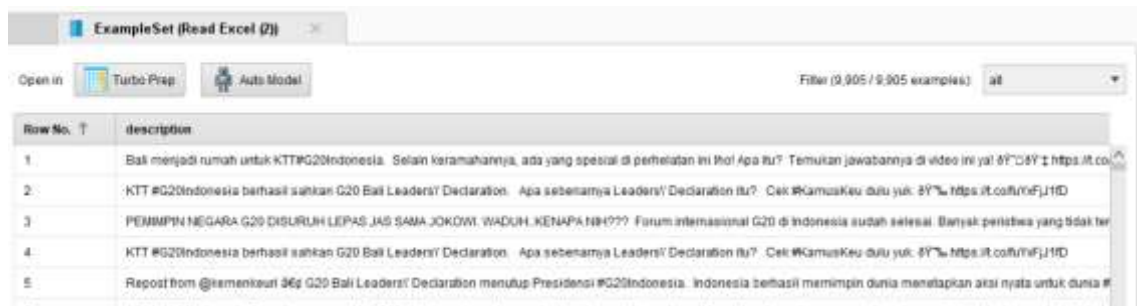 ExampleSet (Read Excel (2))
Open in Turbo Prep Auto Model Filter (9,905 / 9,905 examples): all
Row No. ↑ description
1 Bali menjadi rumah untuk KTT#G20Indonesia. Selain keramahannya, ada yang spesial di perhelatan ini lho! Apa itu? Temukan jawabannya di video ini ya! https://t.co/
2 KTT #G20Indonesia berhasil sahkan G20 Bali Leaders\' Declaration. Apa sebenarnya Leaders\' Declaration itu? Cek #KamusKeu dulu yuk.
3 PEMIMPIN NEGARA G20 DISURUH LEPAS JAS SAMA JOKOWI. WADUH, KENAPA NIH??? Forum internasional G20 di Indonesia sudah selesai. Banyak peristiwa yang tidak ter
4 KTT #G20Indonesia berhasil sahkan G20 Bali Leaders\' Declaration. Apa sebenarnya Leaders\' Declaration itu? Cek #KamusKeu dulu yuk.
5 Repost from @kemenkeuri • G20 Bali Leaders\' Declaration menutup Presidensi #G20Indonesia. Indonesia berhasil memimpin dunia menetapkan aksi nyata untuk dunia #